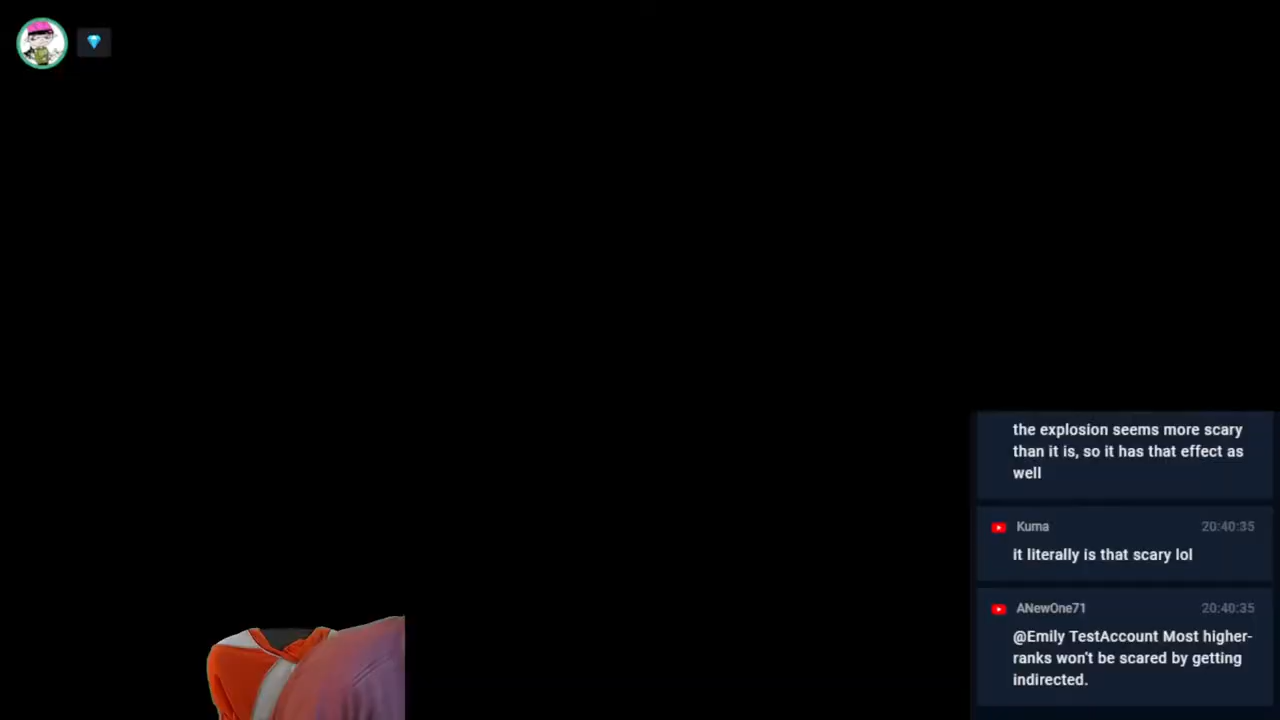 the explosion seems more scary
than it is, so it has that effect as
well
Kuma 20:40:35
it literally is that scary lol
ANewOne71 20:40:35
@Emily TestAccount Most higher-
ranks won't be scared by getting
indirected.